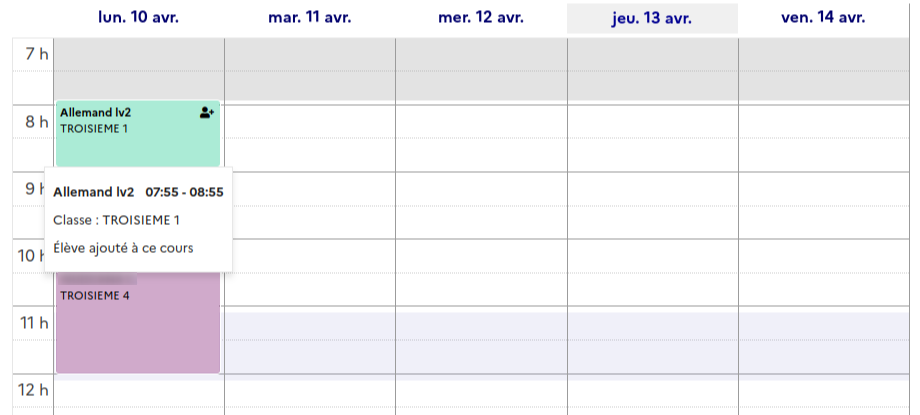 lun. 10 avr. mar. 11 avr. mer. 12 avr. jeu. 13 avr. ven. 14 avr.
7 h
8 h
Allemand lv2
TROISIEME 1
9
Allemand lv2 07:55 - 08:55
Classe : TROISIEME 1
Élève ajouté à ce cours
10
TROISIEME 4
11 h
12 h